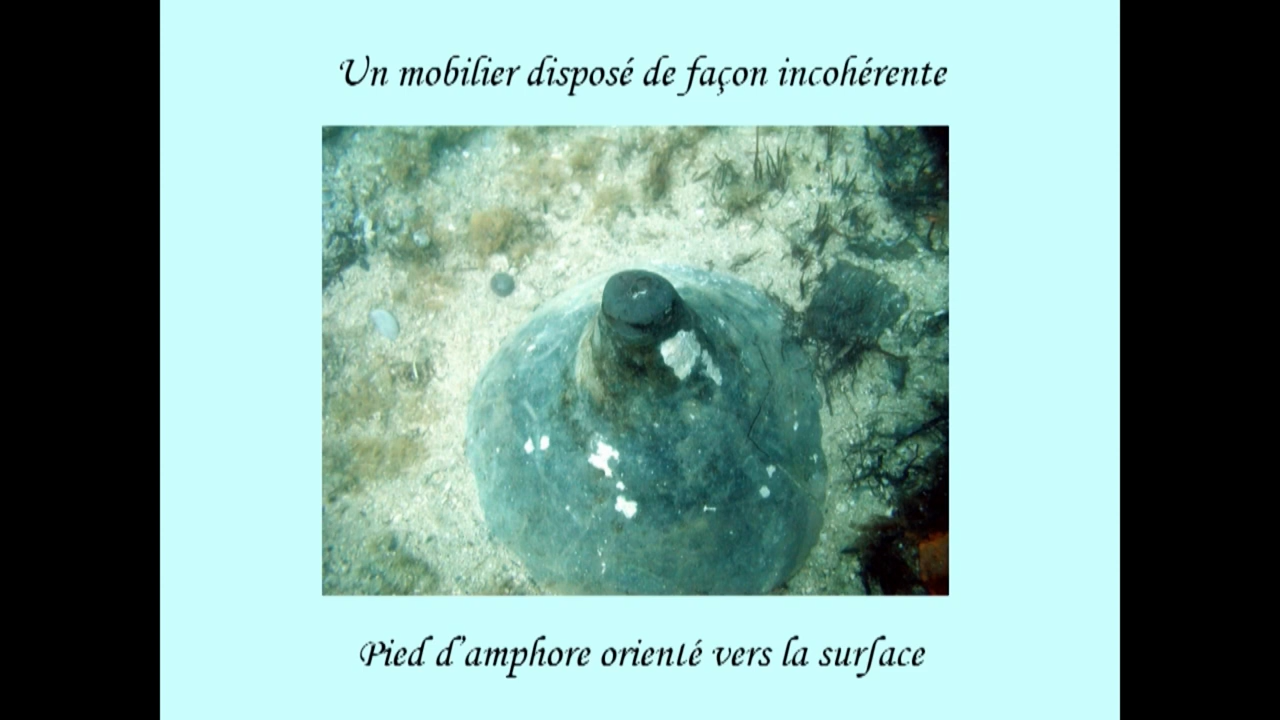 Un mobilier disposé de façon incohérente
Pied d'amphore orienté vers la surface